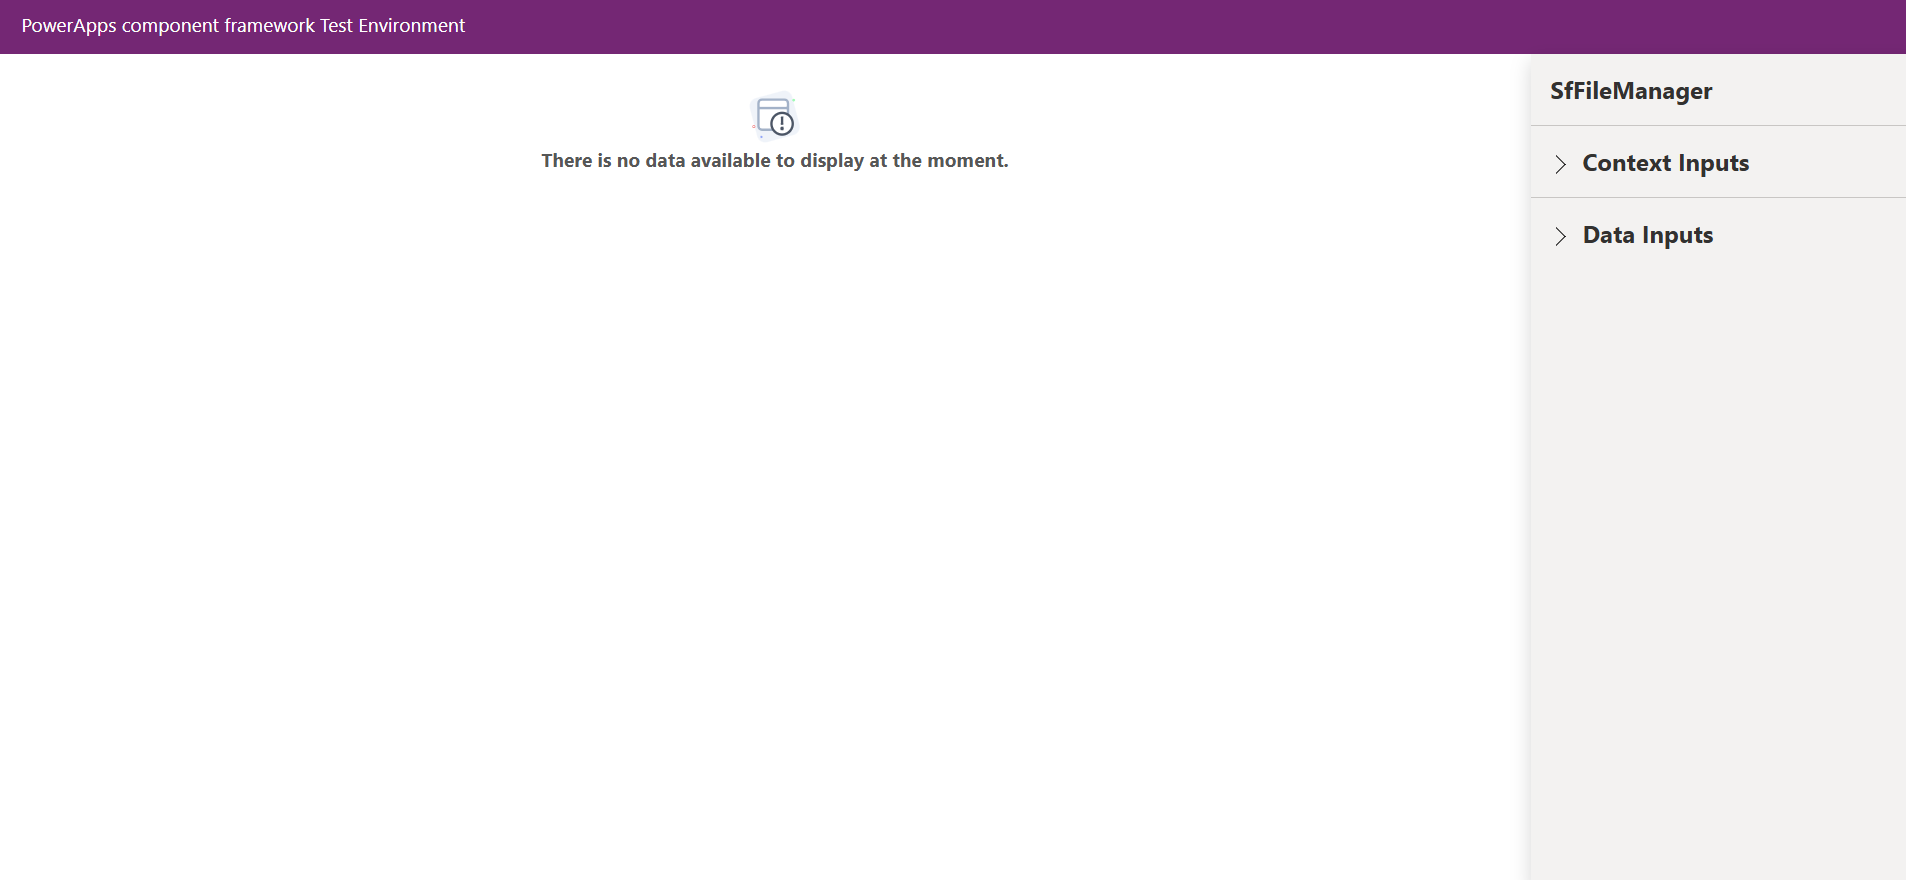 PowerApps component framework Test Environment
There is no data available to display at the moment.
SfFileManager
Context Inputs
Data Inputs